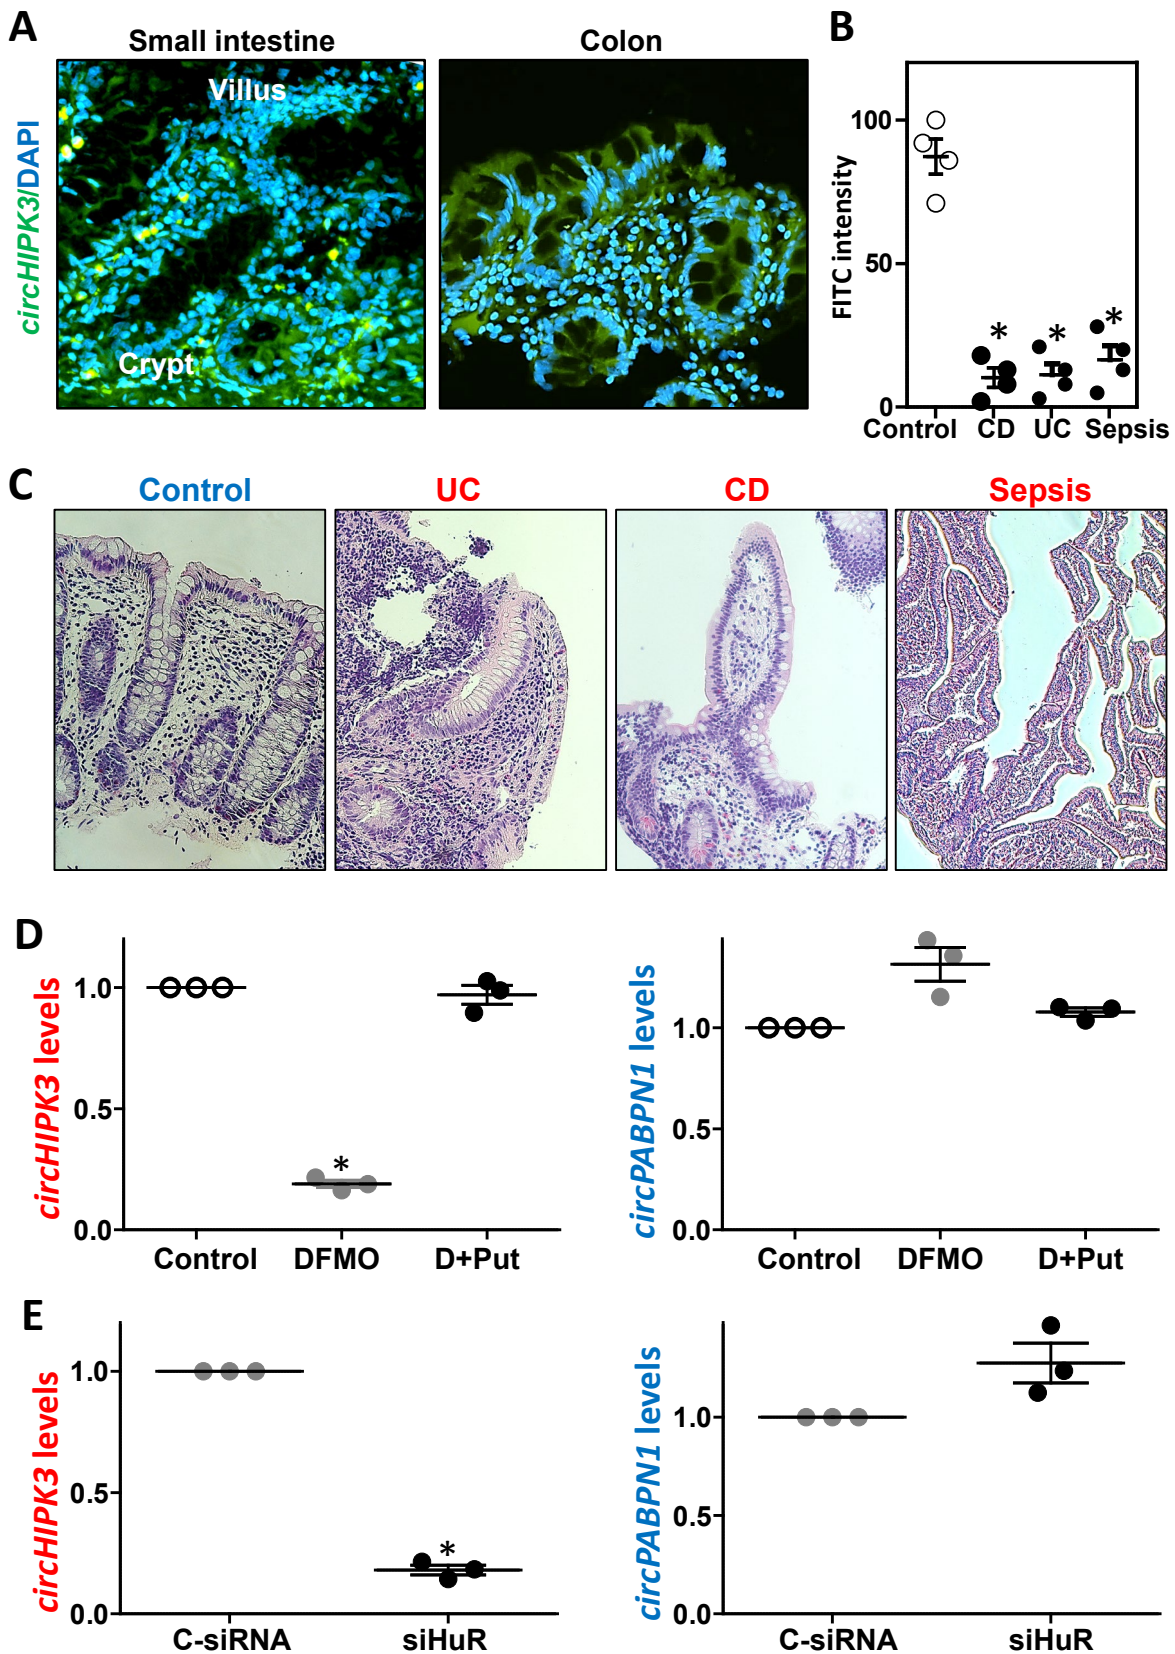 A
Small intestine
Colon
circHIPK3/DAPI
Villus
Crypt
B
FITC intensity
100
50
0
Control CD UC Sepsis
* * *
C
Control UC CD Sepsis
D
circHIPK3 levels
1.0
0.5
0.0
*
Control DFMO D+Put
circPABPN1 levels
1.0
0.5
0.0
Control DFMO D+Put
E
circHIPK3 levels
1.0
0.5
0.0
*
C-siRNA siHuR
circPABPN1 levels
1.0
0.5
0.0
C-siRNA siHuR